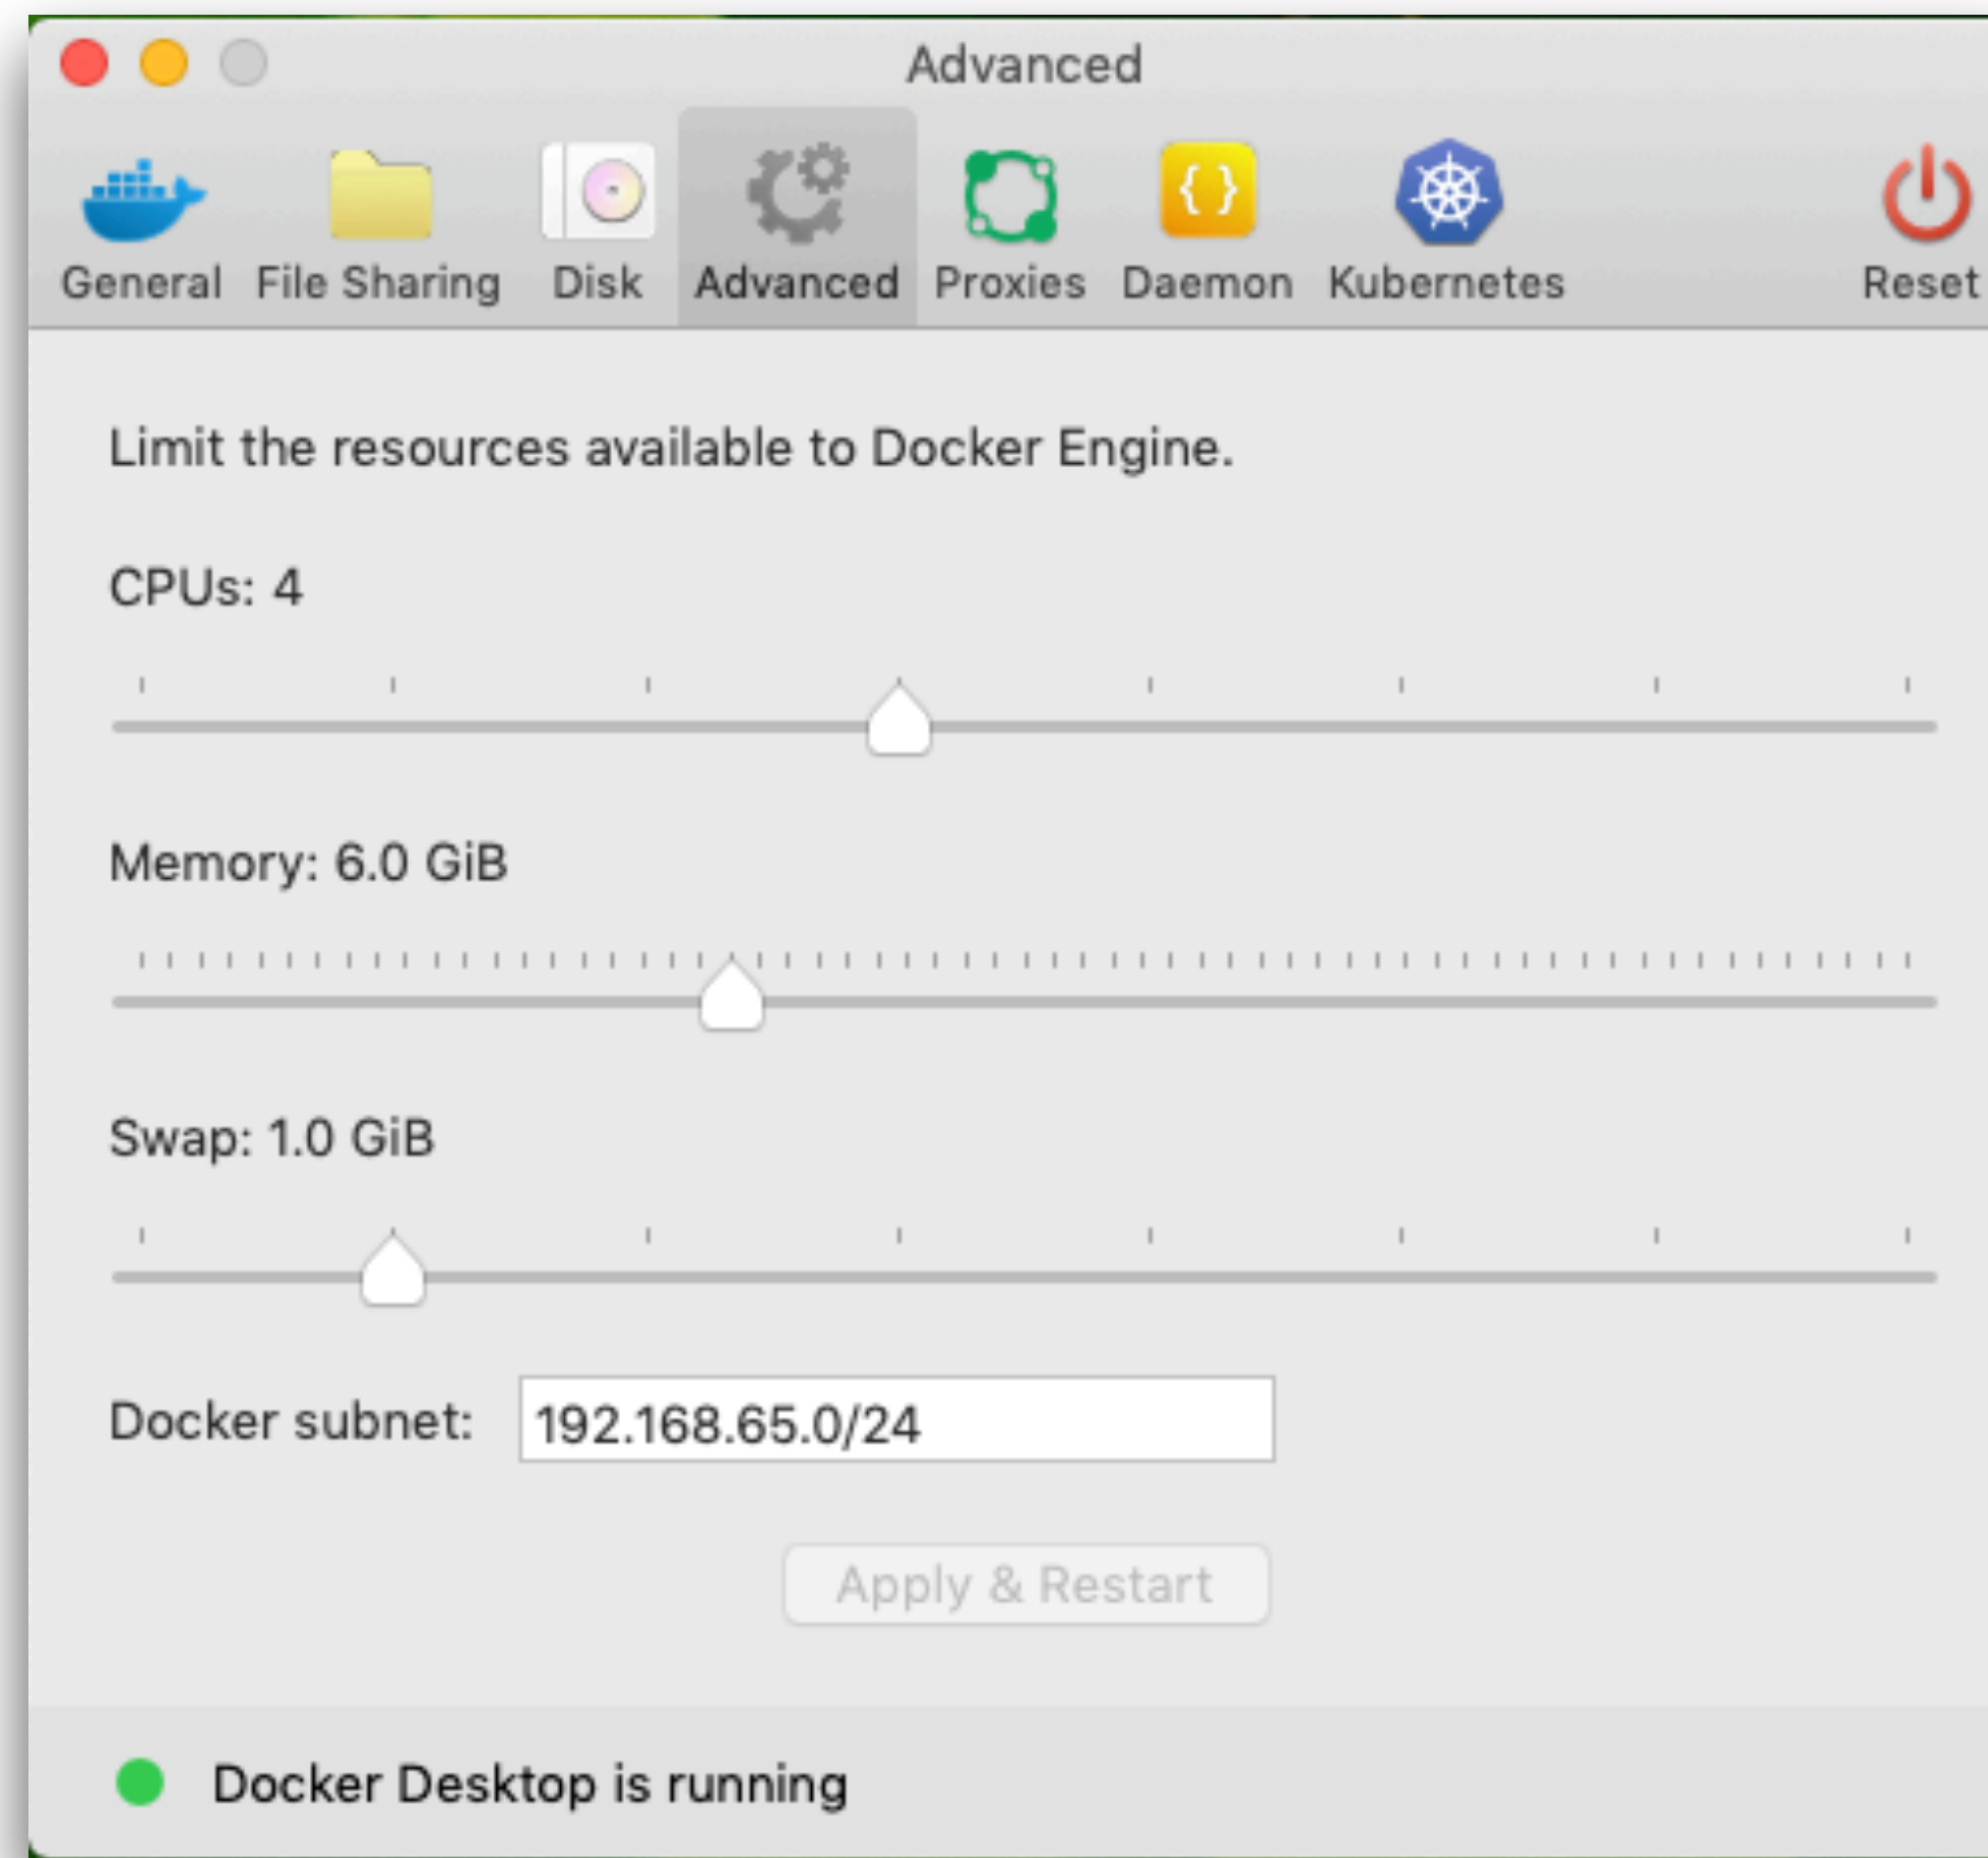 Advanced
General File Sharing Disk Advanced Proxies Daemon Kubernetes Reset
Limit the resources available to Docker Engine.
CPUs: 4
Memory: 6.0 GiB
Swap: 1.0 GiB
Docker subnet: 192.168.65.0/24
Apply & Restart
Docker Desktop is running